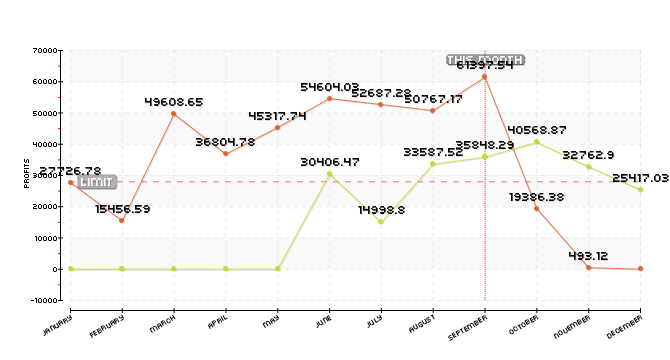 70000
60000
50000
40000
30000
20000
10000
0
-10000
PROFITS
THIS MONTH
61397.54
54604.03
52687.28
50767.17
49608.65
45317.74
36804.78
40568.87
35848.29
33587.52
32762.9
30406.47
27726.78
LIMIT
25417.03
15456.59
14998.8
19386.38
493.12
JANUARY
FEBRUARY
MARCH
APRIL
MAY
JUNE
JULY
AUGUST
SEPTEMBER
OCTOBER
NOVEMBER
DECEMBER